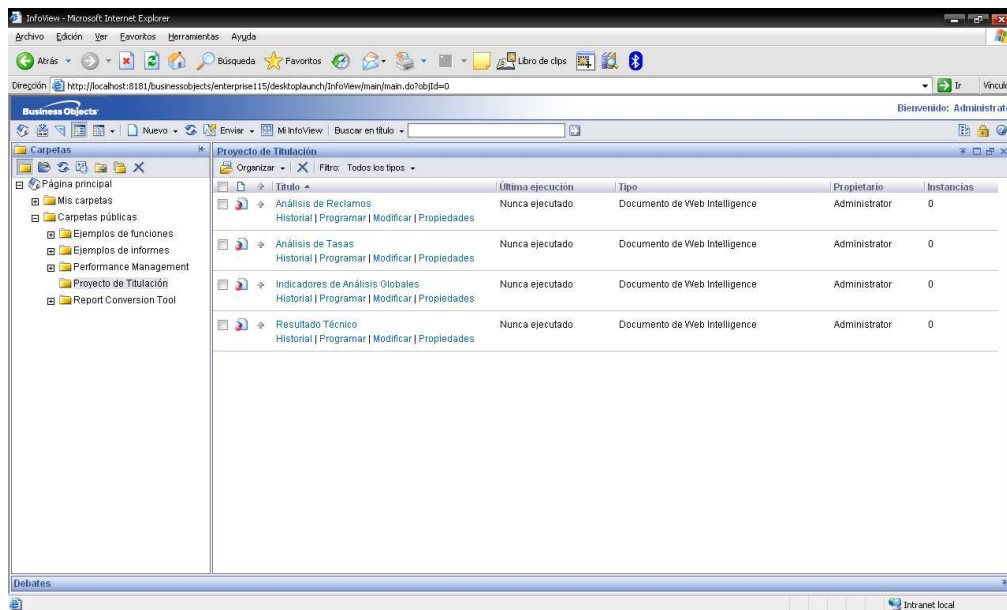 InfoView - Microsoft Internet Explorer
Archivo Edición Ver Favoritos Herramientas Ayuda
Atrás Búsqueda Favoritos Libro de clips
Dirección http://localhost:8181/businessobjects/enterprise115/desktoplaunch/InfoView/main/main.do?objId=0 Ir Víncul
Business Objects Bienvenido: Administrat
Nuevo Enviar Mi InfoView Buscar en título
Carpetas
Página principal
Mis carpetas
Carpetas públicas
Ejemplos de funciones
Ejemplos de informes
Performance Management
Proyecto de Titulación
Report Conversion Tool
Proyecto de Titulación
Organizar Filtro: Todos los tipos
Título Última ejecución Tipo Propietario Instancias
Análisis de Reclamos Nunca ejecutado Documento de Web Intelligence Administrator 0
Historial | Programar | Modificar | Propiedades
Análisis de Tasas Nunca ejecutado Documento de Web Intelligence Administrator 0
Historial | Programar | Modificar | Propiedades
Indicadores de Análisis Globales Nunca ejecutado Documento de Web Intelligence Administrator 0
Historial | Programar | Modificar | Propiedades
Resultado Técnico Nunca ejecutado Documento de Web Intelligence Administrator 0
Historial | Programar | Modificar | Propiedades
Debates
Intranet local